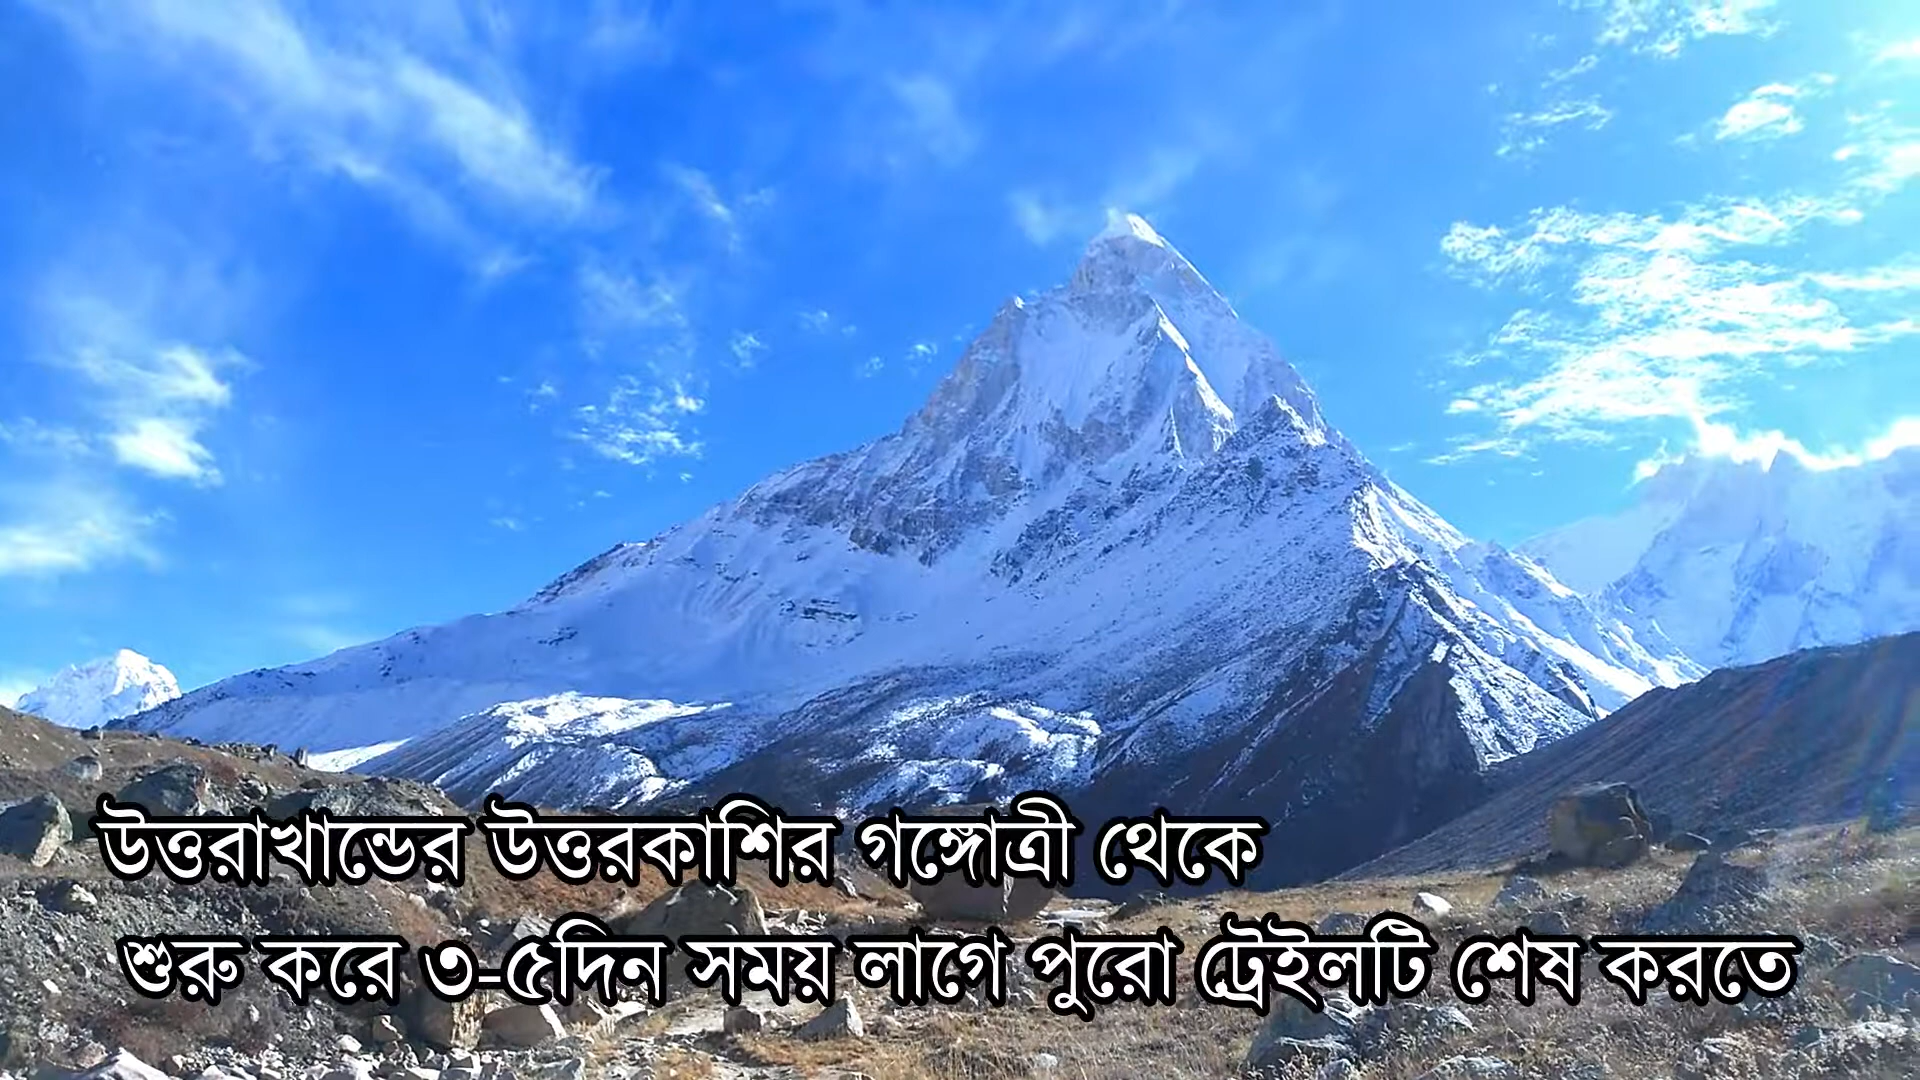 উত্তরাখান্ডের উত্তরকাশির গঙ্গোত্রী থেকে
শুরু করে ৩-৫দিন সময় লাগে পুরো ট্রেইলটি শেষ করতে